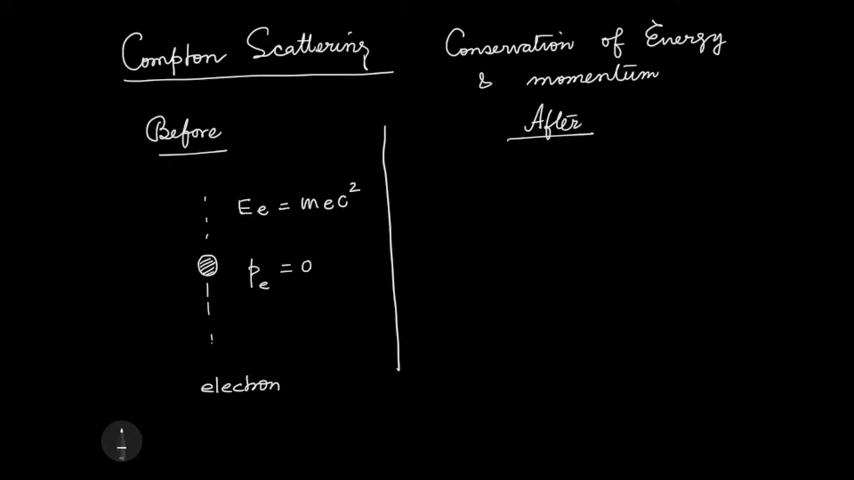 Compton Scattering
Conservation of Energy
& momentum
Before
After
Ee = mec²
pe = 0
electron